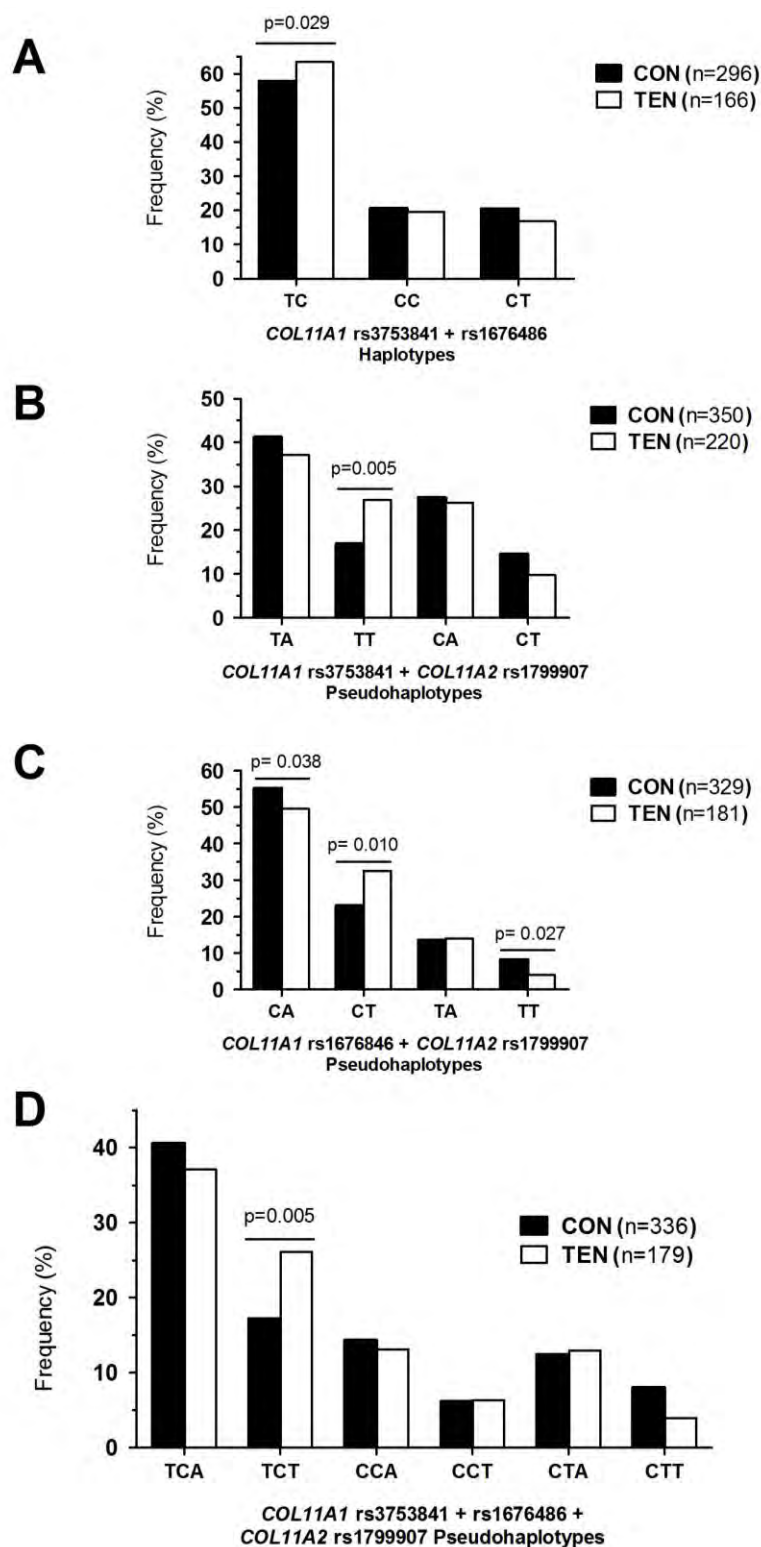 A
p=0.029
Frequency (%)
60
50
40
30
20
10
0
TC CC CT
COL11A1 rs3753841 + rs1676486
Haplotypes
CON (n=296)
TEN (n=166)
B
p=0.005
Frequency (%)
50
40
30
20
10
0
TA TT CA CT
COL11A1 rs3753841 + COL11A2 rs1799907
Pseudohaplotypes
CON (n=350)
TEN (n=220)
C
p= 0.038
p= 0.010
p= 0.027
Frequency (%)
60
50
40
30
20
10
0
CA CT TA TT
COL11A1 rs1676846 + COL11A2 rs1799907
Pseudohaplotypes
CON (n=329)
TEN (n=181)
D
p=0.005
Frequency (%)
40
30
20
10
0
TCA TCT CCA CCT CTA CTT
COL11A1 rs3753841 + rs1676486 +
COL11A2 rs1799907 Pseudohaplotypes
CON (n=336)
TEN (n=179)